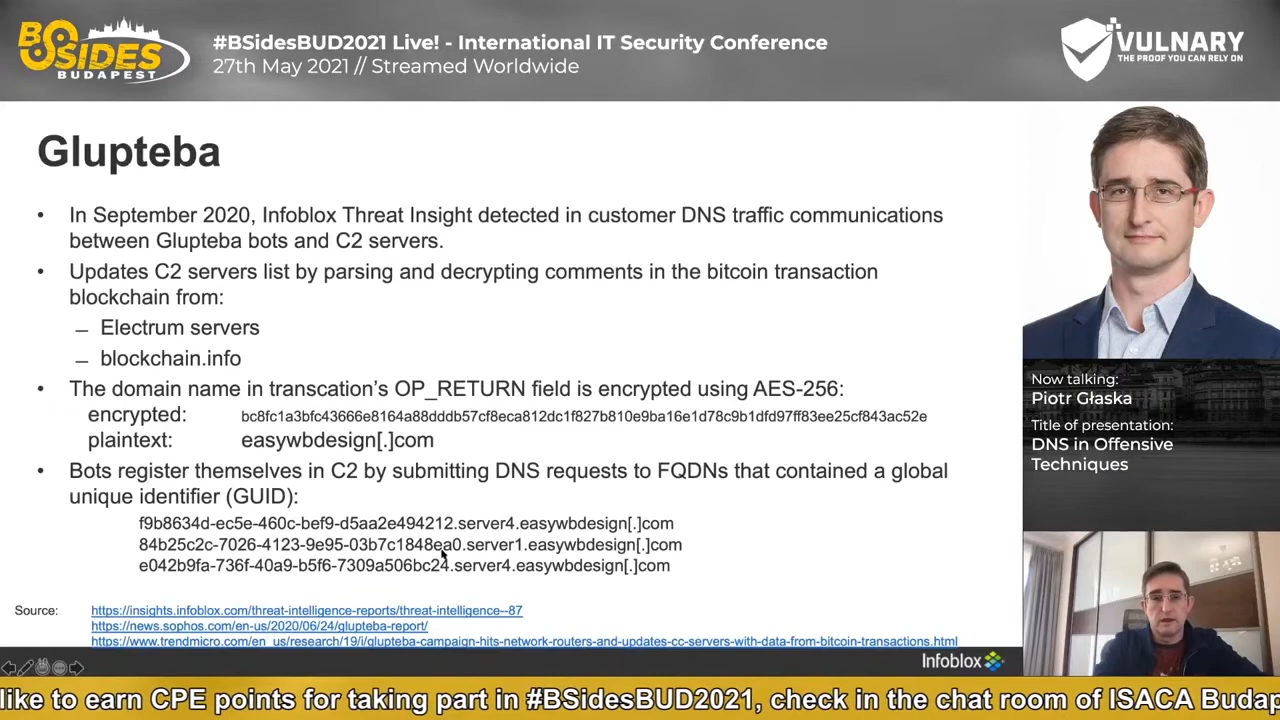 BSIDES
BUDAPEST
#BSidesBUD2021 Live! - International IT Security Conference
27th May 2021 // Streamed Worldwide
VULNARY
THE PROOF YOU CAN RELY ON
Glupteba
• In September 2020, Infoblox Threat Insight detected in customer DNS traffic communications
between Glupteba bots and C2 servers.
• Updates C2 servers list by parsing and decrypting comments in the bitcoin transaction
blockchain from:
– Electrum servers
– blockchain.info
• The domain name in transcation's OP_RETURN field is encrypted using AES-256:
encrypted: bc8fc1a3bfc43f666e8164a88dddb57cf8eca812dc1f827b810e9ba16e1d78c9b1dfd97ff83ee25cf843ac52e
plaintext: easywbdesign[.]com
• Bots register themselves in C2 by submitting DNS requests to FQDNs that contained a global
unique identifier (GUID):
f9b8634d-ec5e-460c-bef9-d5aa2e494212.server4.easywbdesign[.]com
84b25c2c-7026-4123-9e95-03b7c1848ea0.server1.easywbdesign[.]com
e042b9fa-736f-40a9-b5f6-7309a506bc24.server4.easywbdesign[.]com
Source: https://insights.infoblox.com/threat-intelligence-reports/threat-intelligence--87
https://news.sophos.com/en-us/2020/06/24/glupteba-report/
https://www.trendmicro.com/en_us/research/19/i/glupteba-campaign-hits-network-routers-and-updates-cc-servers-with-data-from-bitcoin-transactions.html
Infoblox
Now talking:
Piotr Głaska
Title of presentation:
DNS in Offensive
Techniques
like to earn CPE points for taking part in #BSidesBUD2021, check in the chat room of ISACA Budap